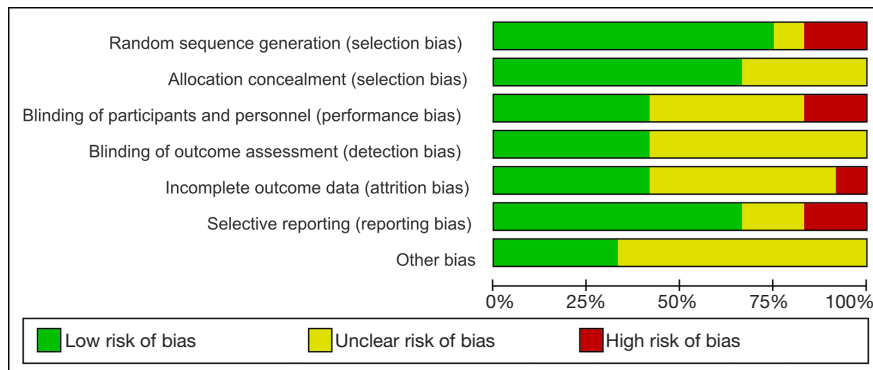 Random sequence generation (selection bias)
Allocation concealment (selection bias)
Blinding of participants and personnel (performance bias)
Blinding of outcome assessment (detection bias)
Incomplete outcome data (attrition bias)
Selective reporting (reporting bias)
Other bias
0% 25% 50% 75% 100%
Low risk of bias Unclear risk of bias High risk of bias